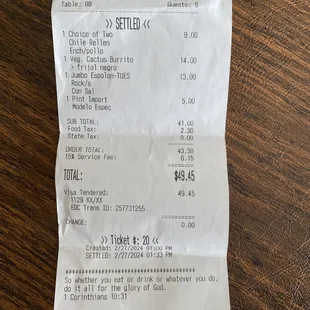 Table: 80 Guests: 6
>> SETTLED <<
1 Choice of Two 9.00
Chile Rellen
Ench/pollo
1 Veg. Cactus Burrito 14.00
> frijol negro
1 Jumbo Espolon-TUES 13.00
Rock/s
Con Sal
1 Pint Import 5.00
Modelo Espec
SUB TOTAL: 41.00
Food Tax: 2.30
State Tax: 0.00
ORDER TOTAL: 43.30
15% Service Fee: 6.15
TOTAL: $49.45
Visa Tendered: 49.45
1129 XX/XX
EDC Trans ID: 257731255
CHANGE: 0.00
>> Ticket #: 20 <<
Created: 2/27/2024 01:00 PM
SETTLED: 2/27/2024 01:33 PM
So whether you eat or drink or whatever you do,
do it all for the glory of God.
1 Corinthians 10:31